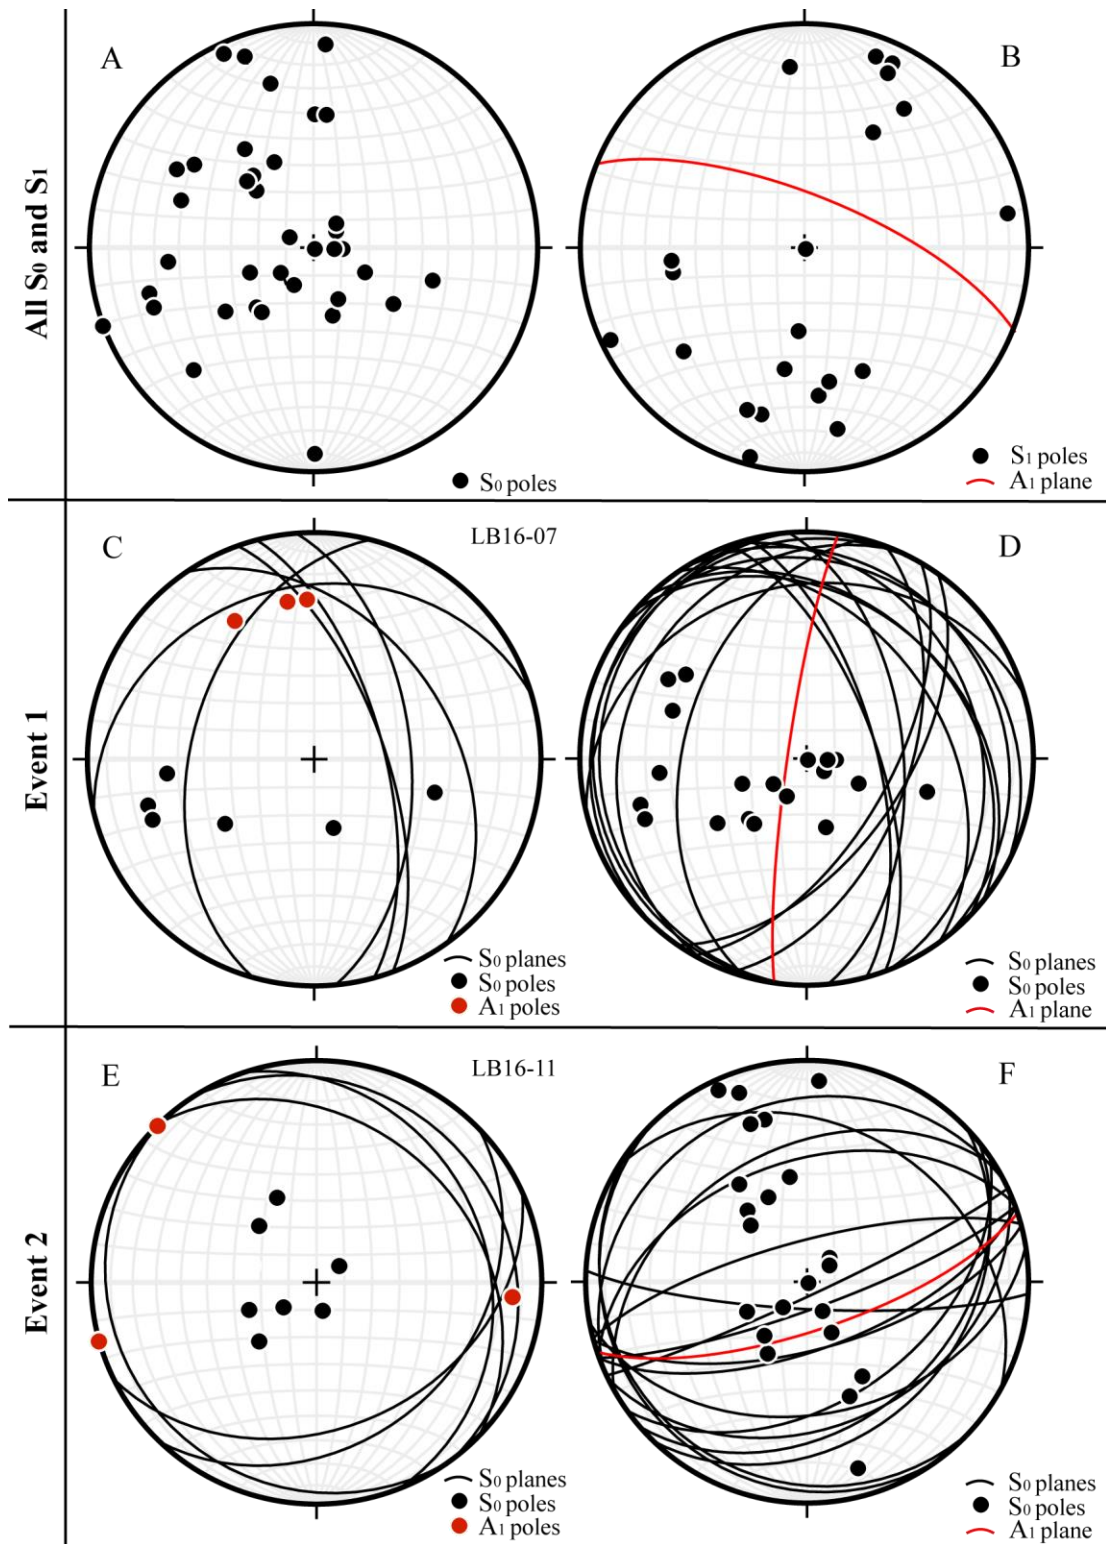 All S0 and S1
A
S0 poles
B
S1 poles
A1 plane
Event 1
C
LB16-07
S0 planes
S0 poles
A1 poles
D
S0 planes
S0 poles
A1 plane
Event 2
E
LB16-11
S0 planes
S0 poles
A1 poles
F
S0 planes
S0 poles
A1 plane